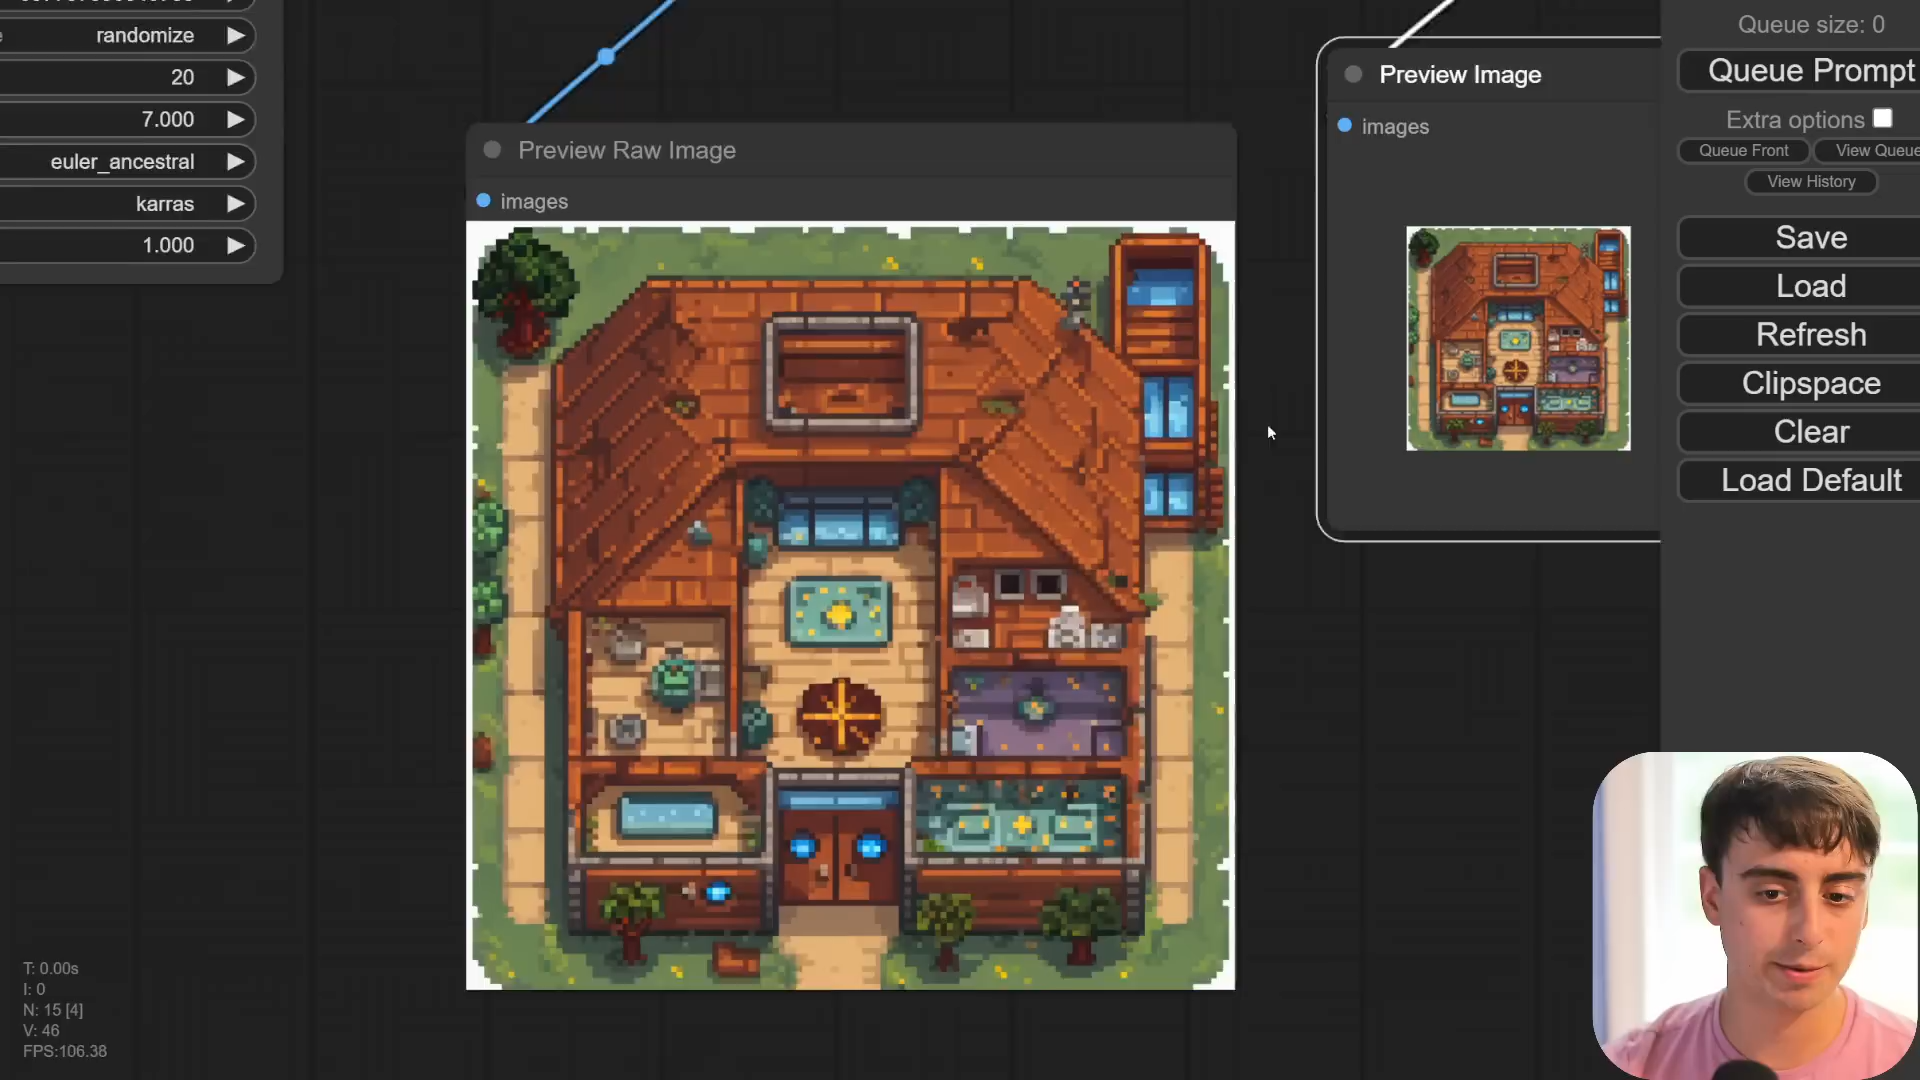 randomize
20
7.000
euler_ancestral
karras
1.000
Preview Raw Image
images
Preview Image
images
Queue size: 0
Queue Prompt
Extra options
Queue Front
View Queue
View History
Save
Load
Refresh
Clipspace
Clear
Load Default
T: 0.00s
I: 0
N: 15 [4]
V: 46
FPS:106.38